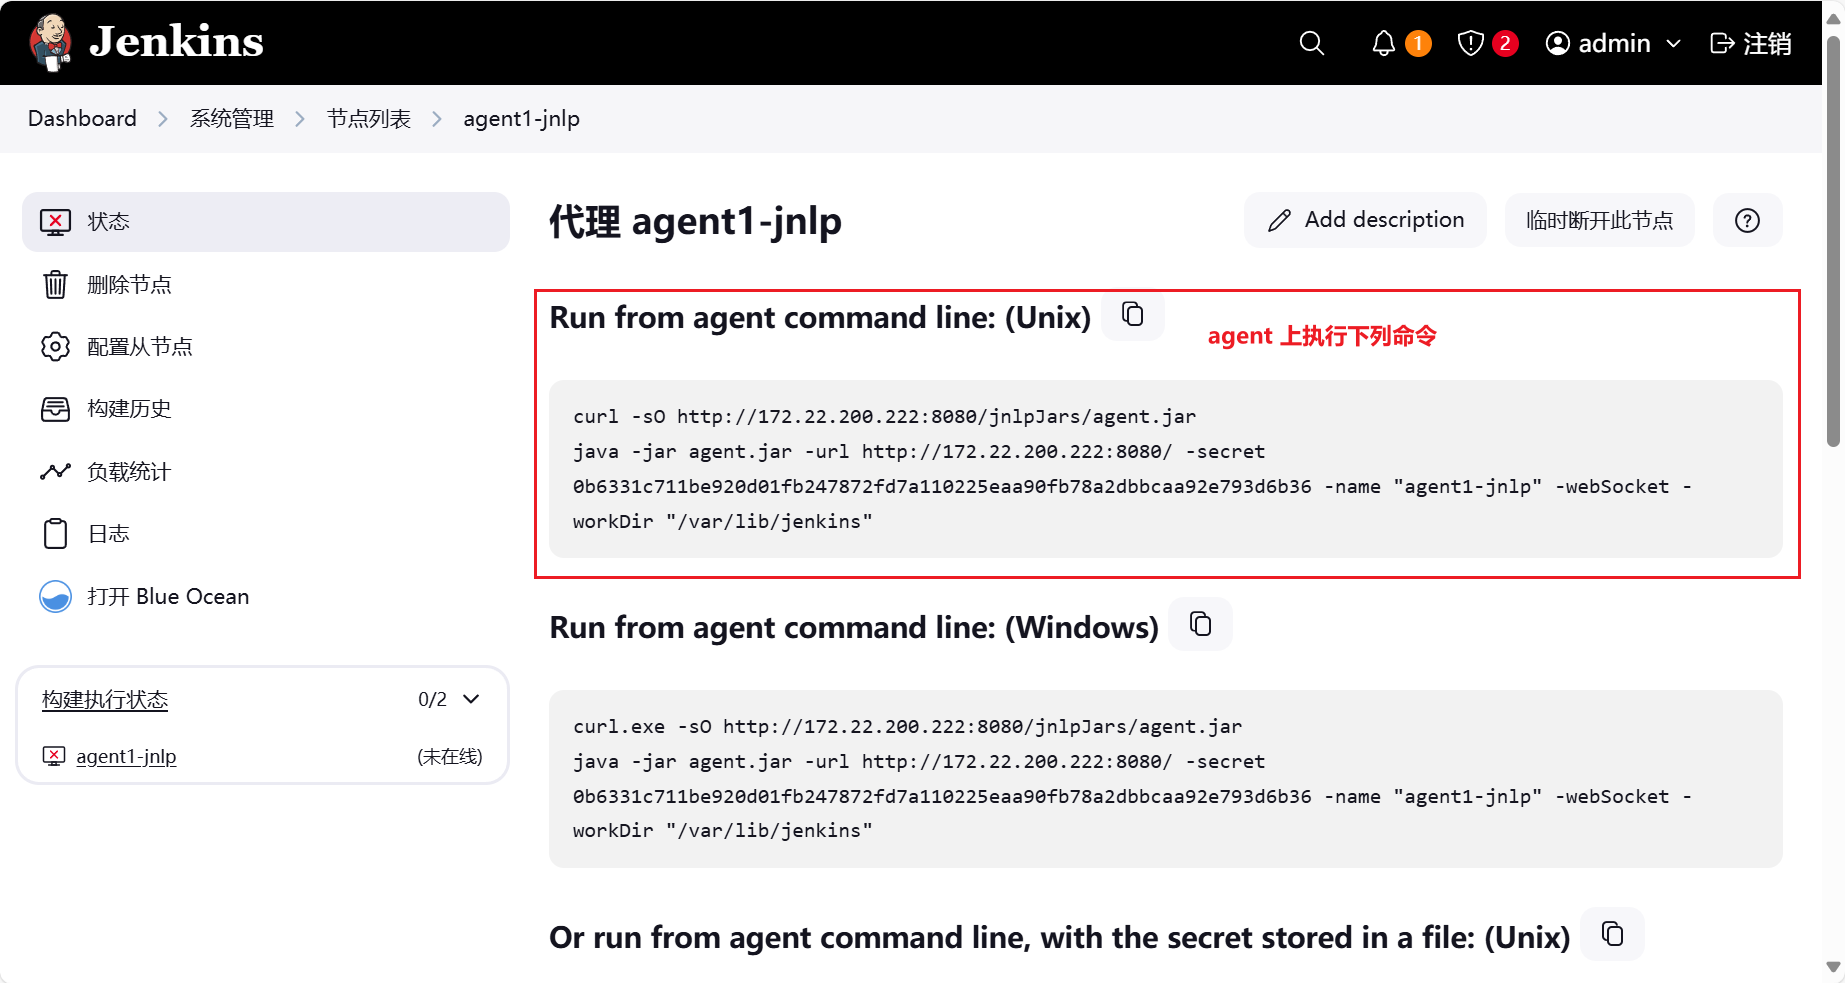 Jenkins
1
2
admin
注销
Dashboard
系统管理
节点列表
agent1-jnlp
状态
删除节点
配置从节点
构建历史
负载统计
日志
打开 Blue Ocean
构建执行状态
0/2
agent1-jnlp
(未在线)
代理 agent1-jnlp
Add description
临时断开此节点
Run from agent command line: (Unix)
agent 上执行下列命令
curl -sO http://172.22.200.222:8080/jnlpJars/agent.jar
java -jar agent.jar -url http://172.22.200.222:8080/ -secret
0b6331c711be920d01fb247872fd7a110225eaa90fb78a2dbbcaa92e793d6b36 -name "agent1-jnlp" -webSocket -
workDir "/var/lib/jenkins"
Run from agent command line: (Windows)
curl.exe -sO http://172.22.200.222:8080/jnlpJars/agent.jar
java -jar agent.jar -url http://172.22.200.222:8080/ -secret
0b6331c711be920d01fb247872fd7a110225eaa90fb78a2dbbcaa92e793d6b36 -name "agent1-jnlp" -webSocket -
workDir "/var/lib/jenkins"
Or run from agent command line, with the secret stored in a file: (Unix)